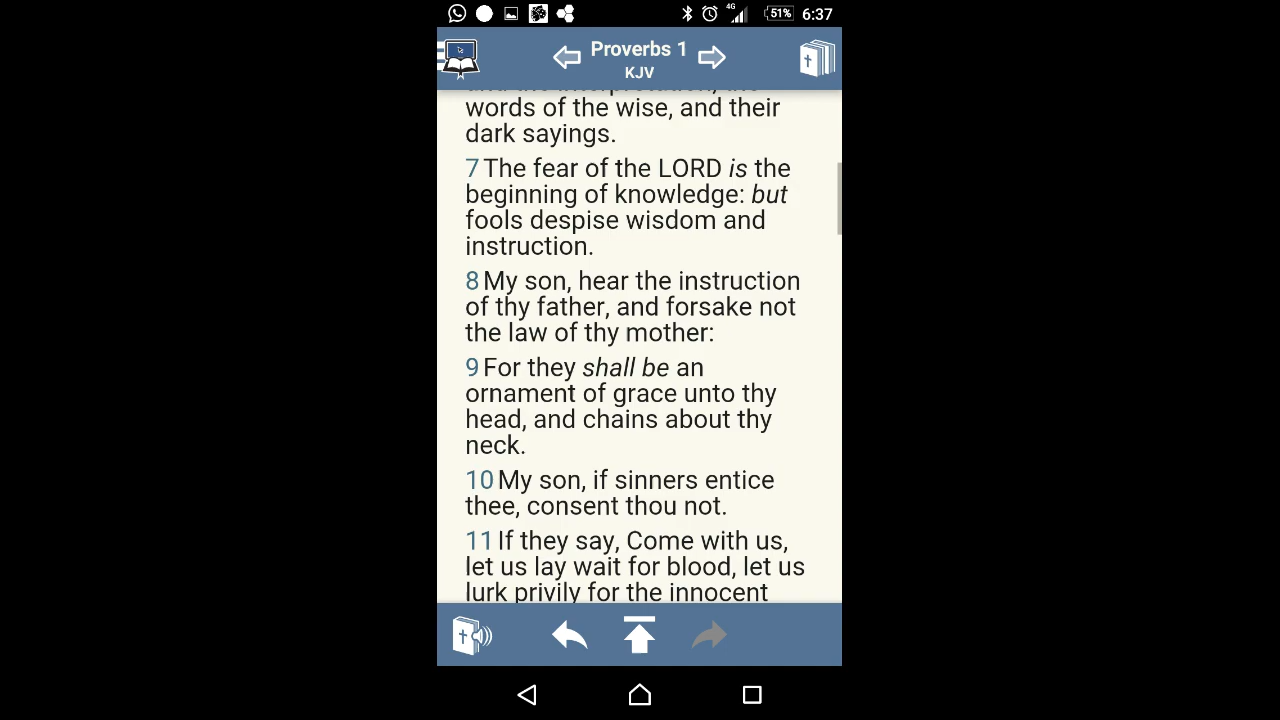 4G 51% 6:37
Proverbs 1
KJV
words of the wise, and their
dark sayings.
7 The fear of the LORD is the
beginning of knowledge: but
fools despise wisdom and
instruction.
8 My son, hear the instruction
of thy father, and forsake not
the law of thy mother:
9 For they shall be an
ornament of grace unto thy
head, and chains about thy
neck.
10 My son, if sinners entice
thee, consent thou not.
11 If they say, Come with us,
let us lay wait for blood, let us
lurk privily for the innocent